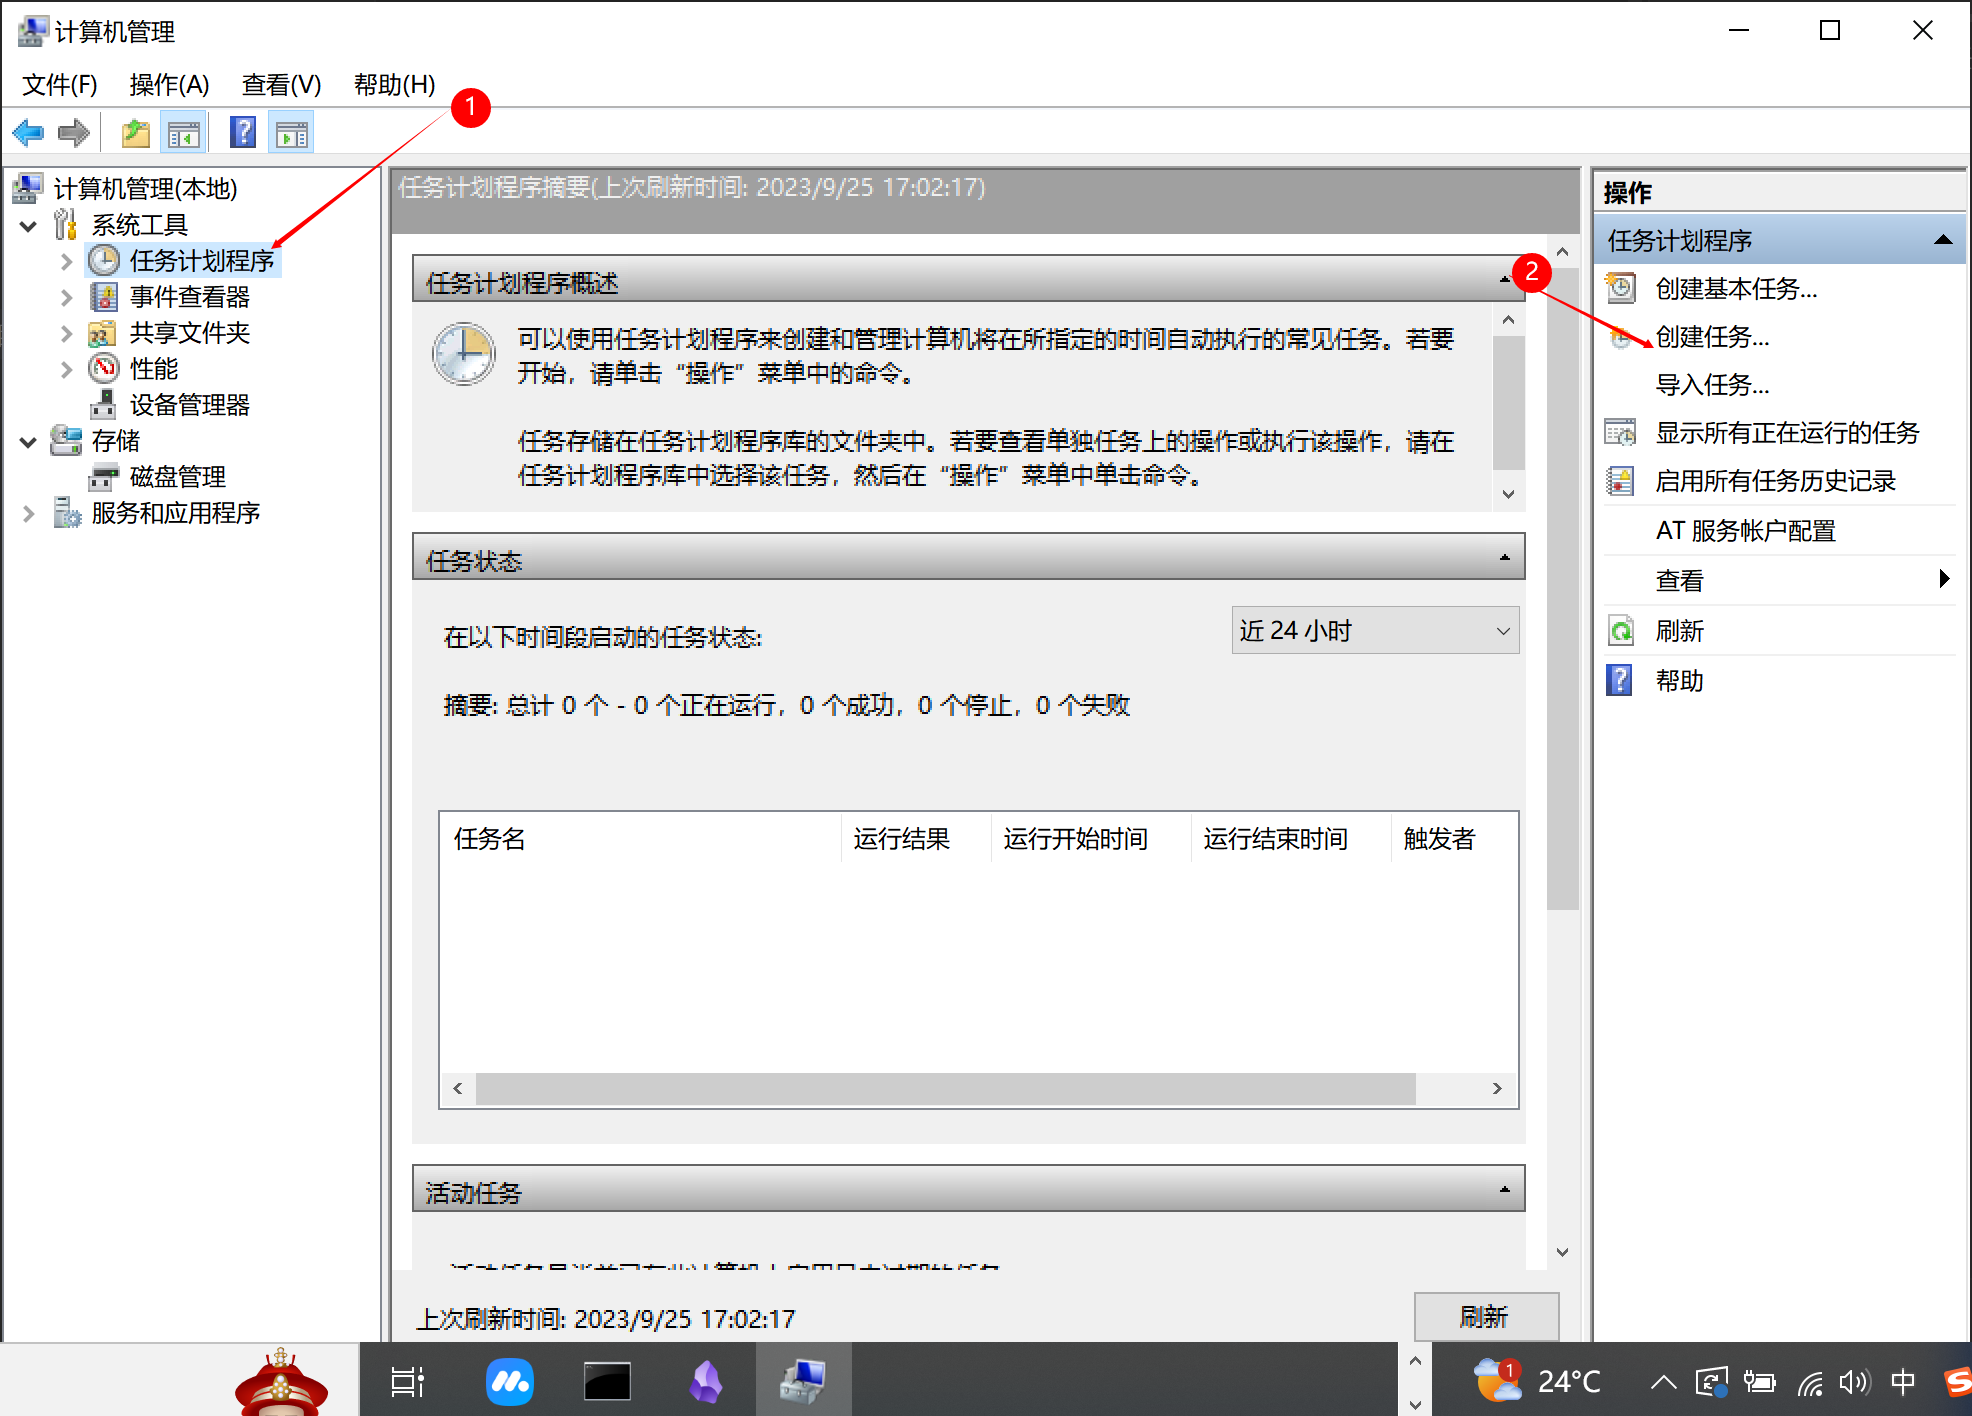 计算机管理
文件(F) 操作(A) 查看(V) 帮助(H)
1
计算机管理(本地)
系统工具
任务计划程序
事件查看器
共享文件夹
性能
设备管理器
存储
磁盘管理
服务和应用程序
任务计划程序摘要(上次刷新时间: 2023/9/25 17:02:17)
任务计划程序概述
可以使用任务计划程序来创建和管理计算机将在所指定的时间自动执行的常见任务。若要
开始，请单击“操作”菜单中的命令。
任务存储在任务计划程序库的文件夹中。若要查看单独任务上的操作或执行该操作，请在
任务计划程序库中选择该任务，然后在“操作”菜单中单击命令。
任务状态
在以下时间段启动的任务状态:
近 24 小时
摘要: 总计 0 个 - 0 个正在运行，0 个成功，0 个停止，0 个失败
任务名 运行结果 运行开始时间 运行结束时间 触发者
活动任务
上次刷新时间: 2023/9/25 17:02:17
刷新
操作
任务计划程序
2
创建基本任务...
创建任务...
导入任务...
显示所有正在运行的任务
启用所有任务历史记录
AT 服务帐户配置
查看
刷新
帮助
1
24°C
中